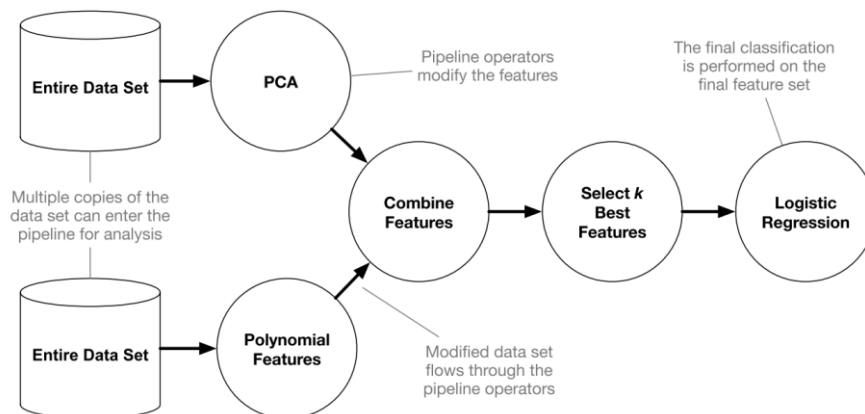 Entire Data Set
PCA
Pipeline operators
modify the features
The final classification
is performed on the
final feature set
Multiple copies of the
data set can enter the
pipeline for analysis
Combine
Features
Select k
Best
Features
Logistic
Regression
Entire Data Set
Polynomial
Features
Modified data set
flows through the
pipeline operators